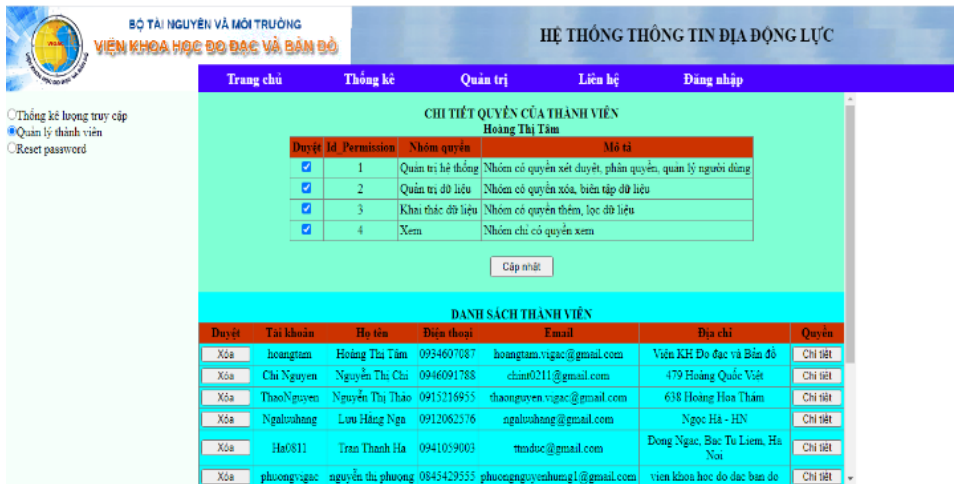 BỘ TÀI NGUYÊN VÀ MÔI TRƯỜNG
VIỆN KHOA HỌC ĐO ĐẠC VÀ BẢN ĐỒ
HỆ THỐNG THÔNG TIN ĐỊA ĐỘNG LỰC
Trang chủ Thống kê Quản trị Liên hệ Đăng nhập
Thống kê lượng truy cập
Quản lý thành viên
Reset password
CHI TIẾT QUYỀN CỦA THÀNH VIÊN
Hoàng Thị Tâm
Duyệt Id_Permission Nhóm quyền Mô tả
1 Quản trị hệ thống Nhóm có quyền xét duyệt, phân quyền, quản lý người dùng
2 Quản trị dữ liệu Nhóm có quyền xóa, biên tập dữ liệu
3 Khai thác dữ liệu Nhóm có quyền thêm, lọc dữ liệu
4 Xem Nhóm chỉ có quyền xem
Cập nhật
DANH SÁCH THÀNH VIÊN
Duyệt Tài khoản Họ tên Điện thoại Email Địa chỉ Quyền
Xóa hoangtam Hoàng Thị Tâm 0934607087 hoangtam.vigac@gmail.com Viện KH Đo đạc và Bản đồ Chi tiết
Xóa Chi Nguyen Nguyễn Thị Chi 0946091788 chint0211@gmail.com 479 Hoàng Quốc Việt Chi tiết
Xóa ThaoNguyen Nguyễn Thị Thảo 0915216955 thaonguyen.vigac@gmail.com 638 Hoàng Hoa Thám Chi tiết
Xóa Ngaluuhang Lưu Hằng Nga 0912062576 ngaluuhang@gmail.com Ngọc Hà - HN Chi tiết
Xóa Ha0811 Tran Thanh Ha 0941059003 ttmduc@gmail.com Dong Ngac, Bac Tu Liem, Ha Noi Chi tiết
Xóa phuongvigac nguyễn thị phượng 0845429555 phuongnguyenhumg1@gmail.com vien khoa hoc do dac ban do Chi tiết